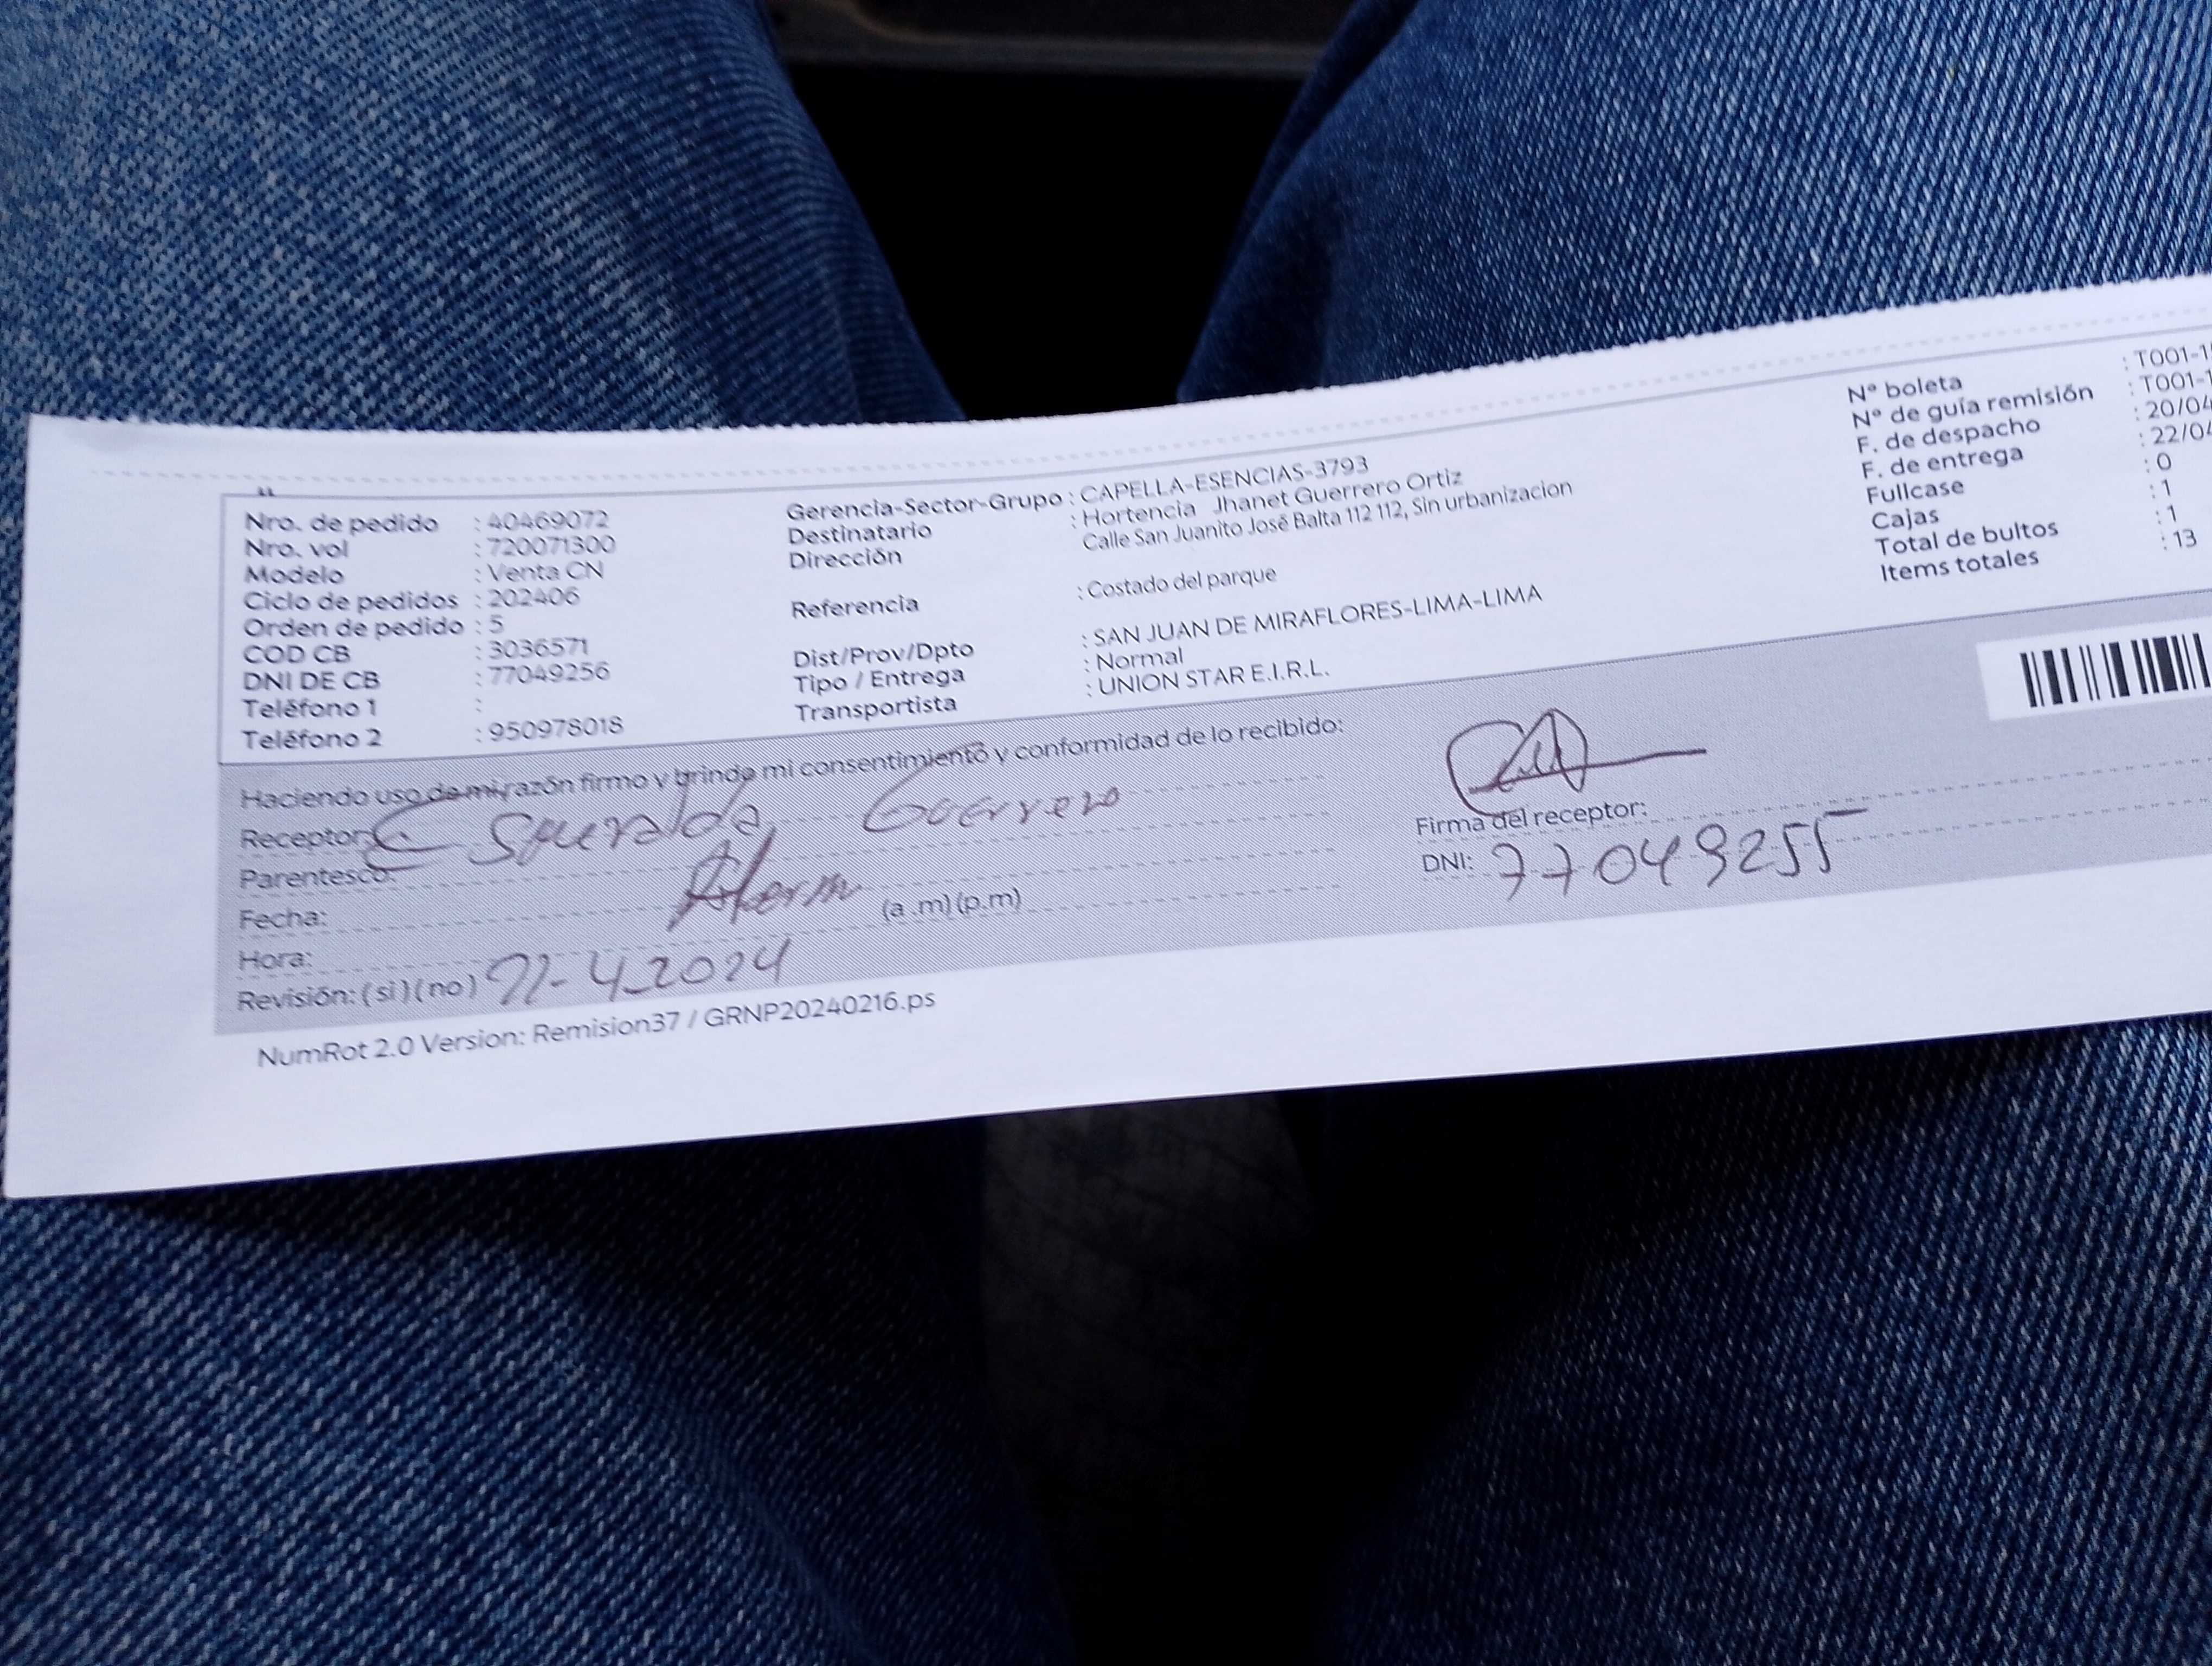 Nro. de pedido : 40469072
Nro. vol : 720071300
Modelo : Venta CN
Ciclo de pedidos : 202406
Orden de pedido : 5
COD CB : 3036571
DNI DE CB : 77049256
Teléfono 1 :
Teléfono 2 : 950978018
Gerencia-Sector-Grupo : CAPELLA-ESENCIAS-3793
Destinatario : Hortencia Jhanet Guerrero Ortiz
Dirección Calle San Juanito José Balta 112 112, Sin urbanizacion
Referencia : Costado del parque
Dist/Prov/Dpto : SAN JUAN DE MIRAFLORES-LIMA-LIMA
Tipo / Entrega : Normal
Transportista : UNION STAR E.I.R.L.
N° boleta : T001-1
N° de guía remisión : T001-1
F. de despacho : 20/04
F. de entrega : 22/04
Fullcase : 0
Cajas : 1
Total de bultos : 1
Items totales : 13
Haciendo uso de mi razón firmo y brindo mi consentimiento y conformidad de lo recibido:
Receptor: Guerrero
Parentesco:
Fecha:
Hora: (a .m) (p.m)
Revisión: ( si ) ( no ) 22-4-2024
Firma del receptor:
DNI: 77049255
NumRot 2.0 Version: Remision37 / GRNP20240216.ps